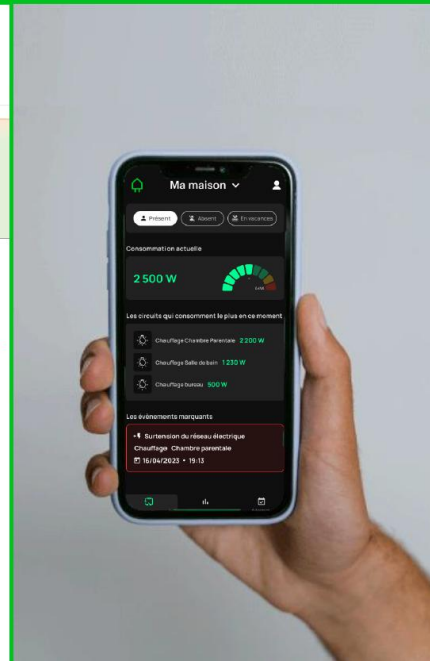 Ma maison
Présent
Absent
En vacances
Consommation actuelle
2 500 W
Les circuits qui consomment le plus en ce moment
Chauffage Chambre Parentale 2 200 W
Chauffage Salle de bain 1 230 W
Chauffage bureau 500 W
Les évènements marquants
Surtension du réseau électrique
Chauffage Chambre parentale
16/04/2023 • 19:13